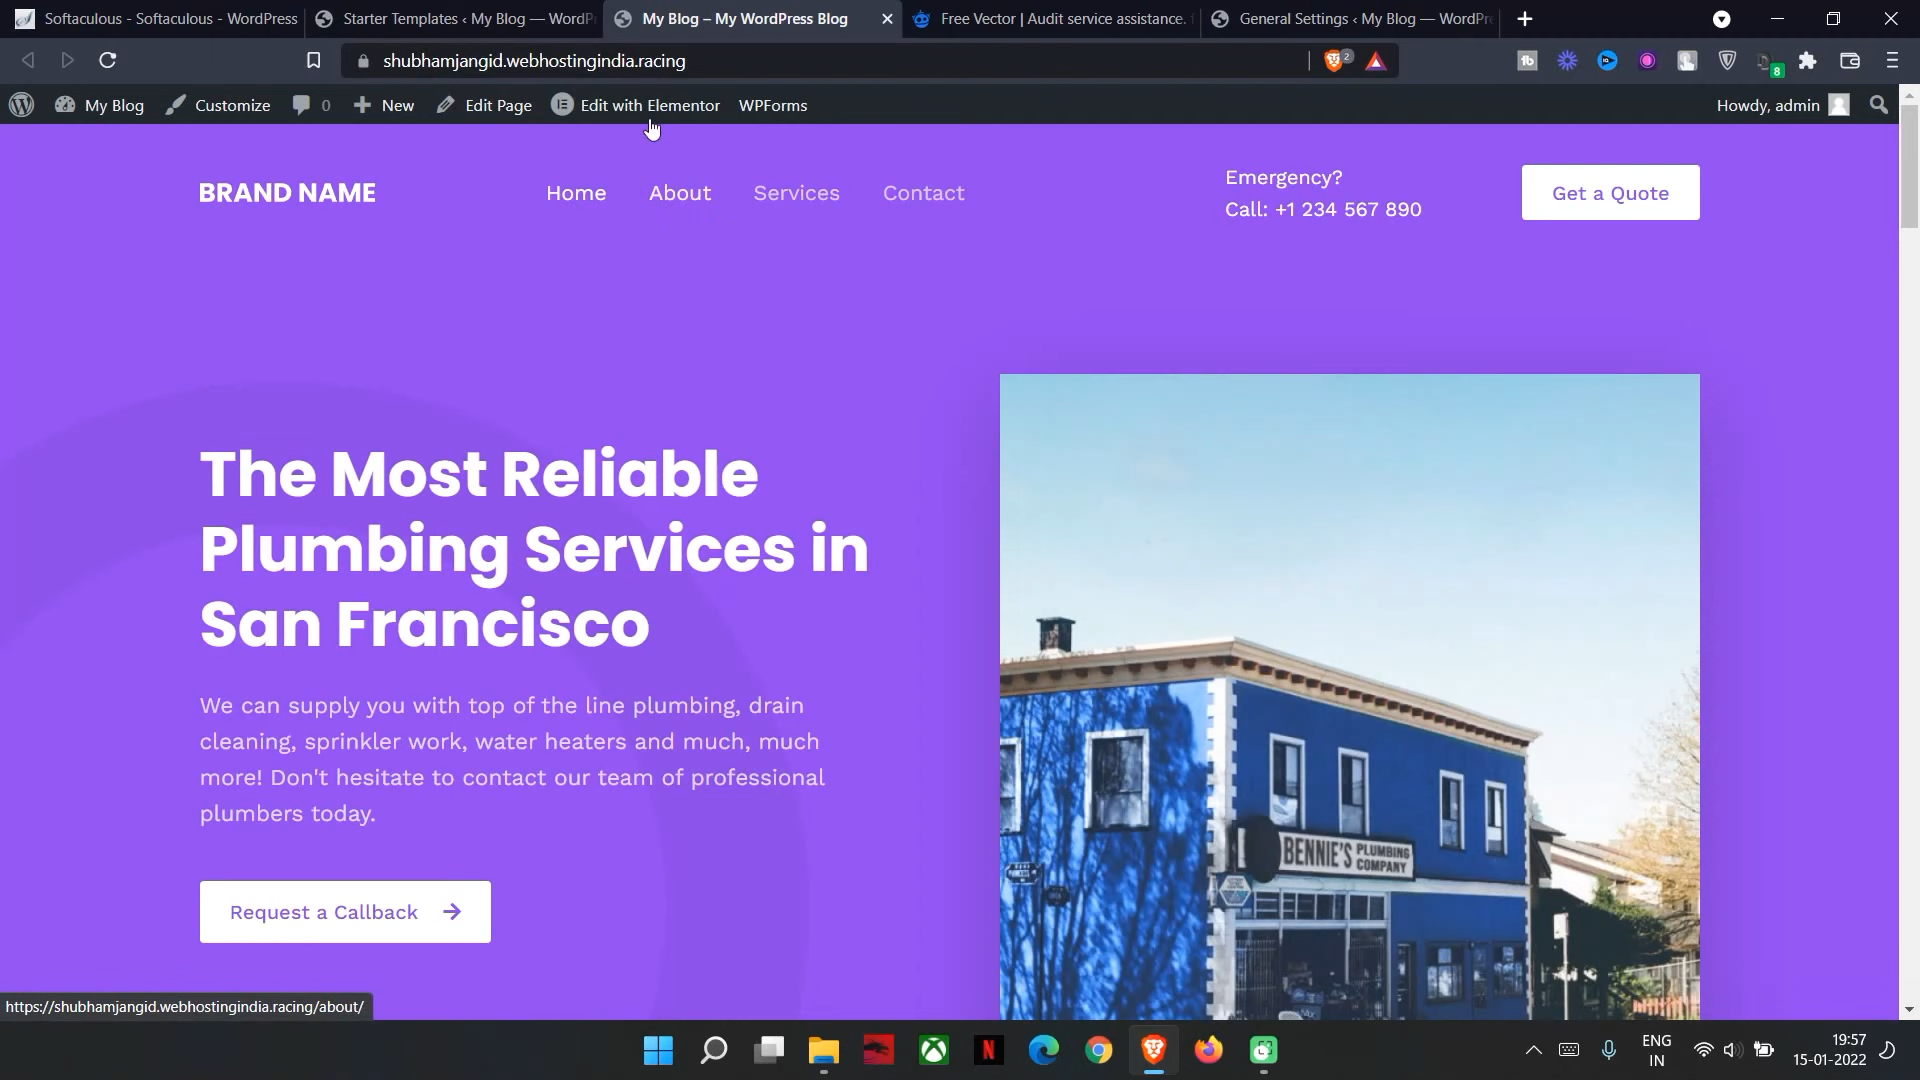 Softaculous - Softaculous - WordPress
Starter Templates ‹ My Blog — WordP
My Blog – My WordPress Blog
Free Vector | Audit service assistance.
General Settings ‹ My Blog — WordPre
shubhamjangid.webhostingindia.racing
2
8
My Blog
Customize
0
New
Edit Page
Edit with Elementor
WPForms
Howdy, admin
BRAND NAME
Home
About
Services
Contact
Emergency?
Call: +1 234 567 890
Get a Quote
The Most Reliable
Plumbing Services in
San Francisco
We can supply you with top of the line plumbing, drain
cleaning, sprinkler work, water heaters and much, much
more! Don't hesitate to contact our team of professional
plumbers today.
Request a Callback
BENNIE'S PLUMBING
COMPANY
https://shubhamjangid.webhostingindia.racing/about/
ENG
IN
19:57
15-01-2022